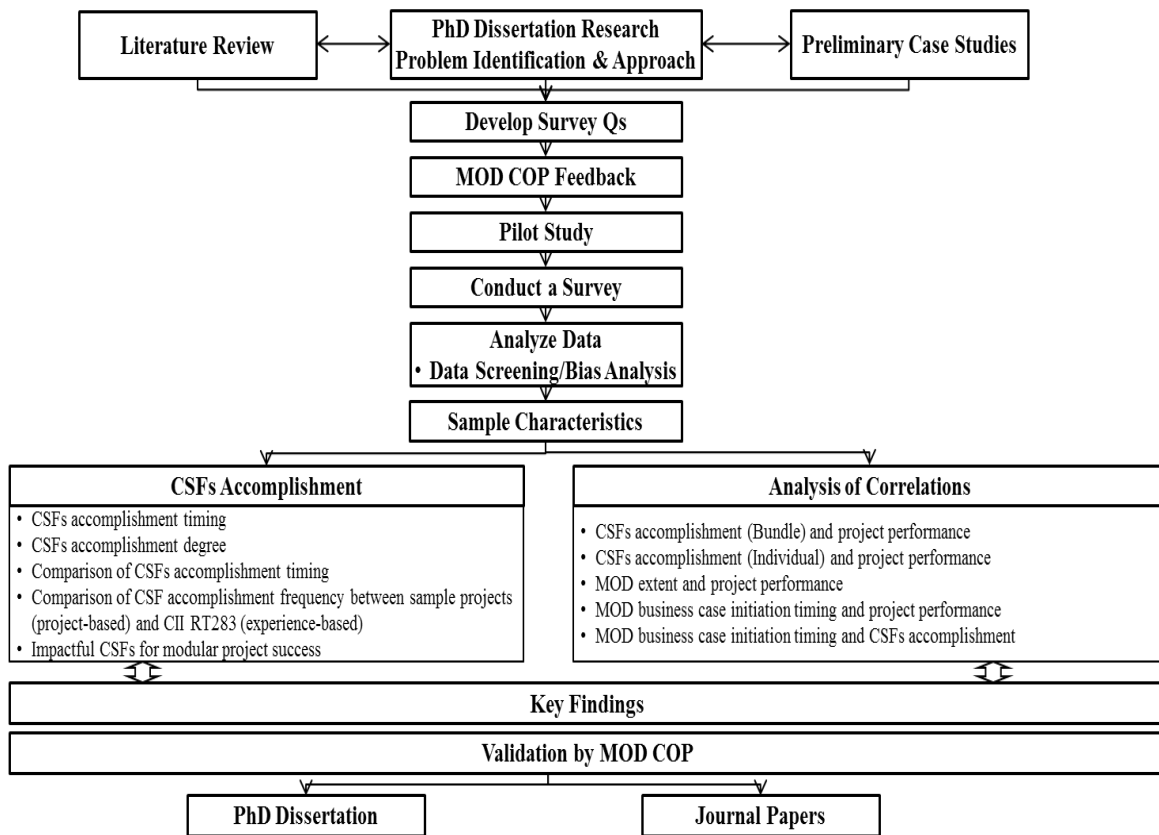 Literature Review
PhD Dissertation Research
Problem Identification & Approach
Preliminary Case Studies
Develop Survey Qs
MOD COP Feedback
Pilot Study
Conduct a Survey
Analyze Data
• Data Screening/Bias Analysis
Sample Characteristics
CSFs Accomplishment
• CSFs accomplishment timing
• CSFs accomplishment degree
• Comparison of CSFs accomplishment timing
• Comparison of CSF accomplishment frequency between sample projects
(project-based) and CII RT283 (experience-based)
• Impactful CSFs for modular project success
Analysis of Correlations
• CSFs accomplishment (Bundle) and project performance
• CSFs accomplishment (Individual) and project performance
• MOD extent and project performance
• MOD business case initiation timing and project performance
• MOD business case initiation timing and CSFs accomplishment
Key Findings
Validation by MOD COP
PhD Dissertation
Journal Papers